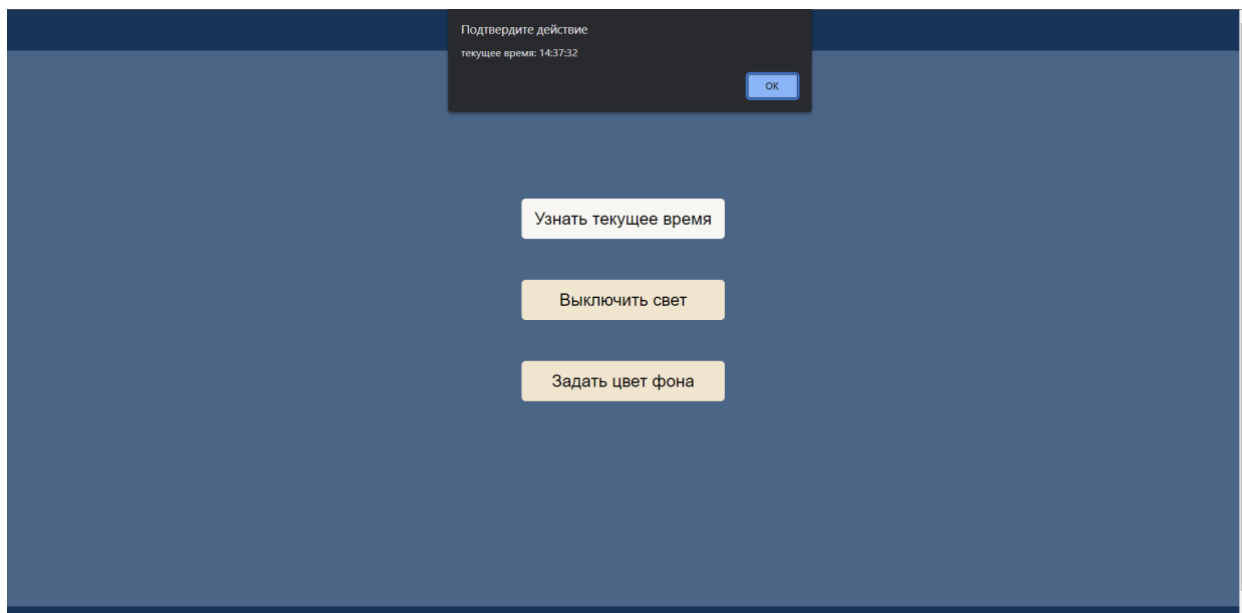 Подтвердите действие
текущее время: 14:37:32
ОК
Узнать текущее время
Выключить свет
Задать цвет фона